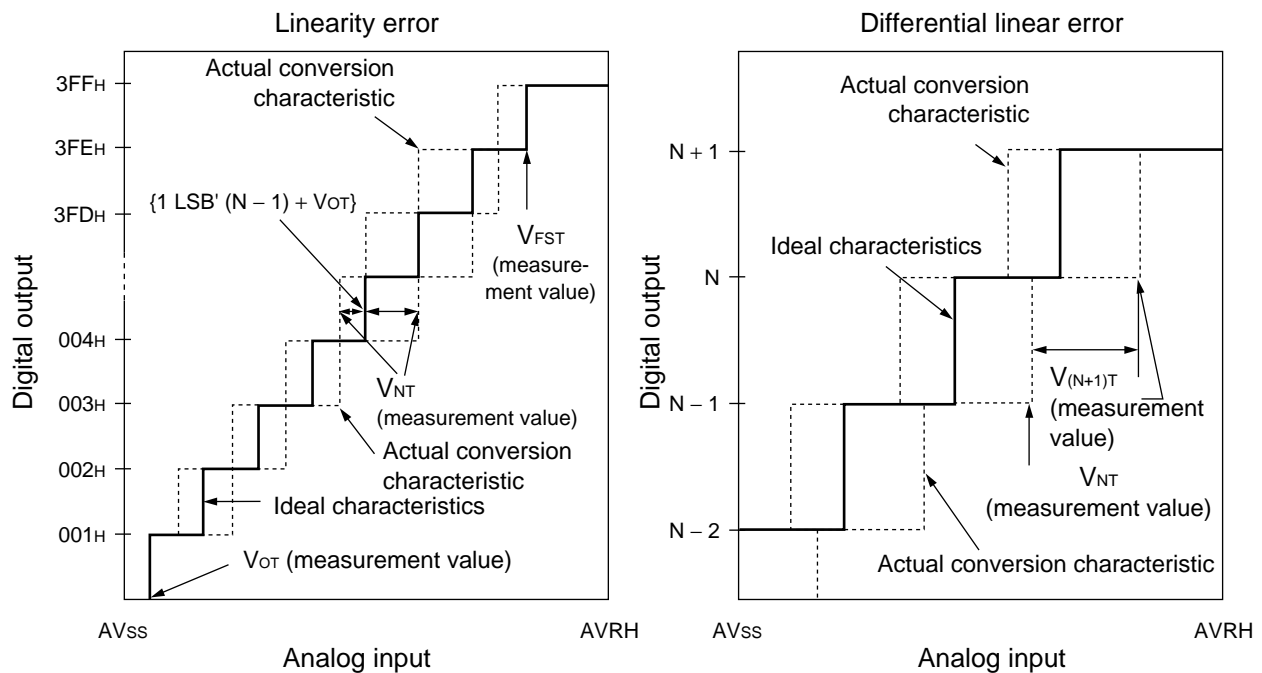 Linearity error
3FFH
3FEH
3FDH
004H
003H
002H
001H
Digital output
Actual conversion
characteristic
{1 LSB' (N – 1) + VOT}
VFST
(measure-
ment value)
VNT
(measurement value)
Actual conversion
characteristic
Ideal characteristics
VOT (measurement value)
AVSS
AVRH
Analog input
Differential linear error
N + 1
N
N – 1
N – 2
Digital output
Actual conversion
characteristic
Ideal characteristics
V(N+1)T
(measurement
value)
VNT
(measurement value)
Actual conversion characteristic
AVSS
AVRH
Analog input